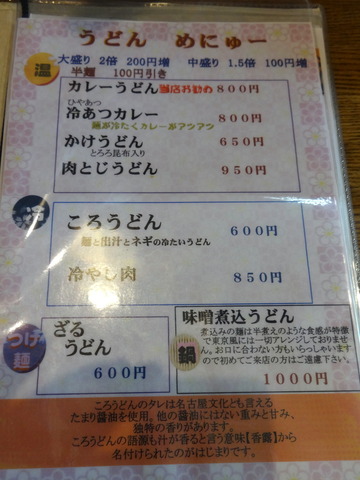 うどん めにゅー
温
大盛り 2倍 200円増 中盛り 1.5倍 100円増
半麺 100円引き
カレーうどん 当店お勧め 800円
ひやあつ
冷あつカレー 800円
麺が冷たくカレーがアツアツ
かけうどん 650円
とろろ昆布入り
肉とじうどん 950円
冷
ころうどん 600円
麺と出汁とネギの冷たいうどん
冷やし肉 850円
つけ麺
ざる
うどん
600円
鍋
味噌煮込うどん
煮込みの麺は半煮えのような食感が特徴
で東京風には一切アレンジしておりませ
ん。お口に合わない方もいらっしゃいます
ので初めてご来店の方はご遠慮下さい。
1000円
ころうどんのタレは名古屋文化とも言える
たまり醤油を使用。他の醤油にはない重みと甘み、
独特の香りがあります。
ころうどんの語源も汁が香ると言う意味【香露】から
名付けられたのがはじまりです。